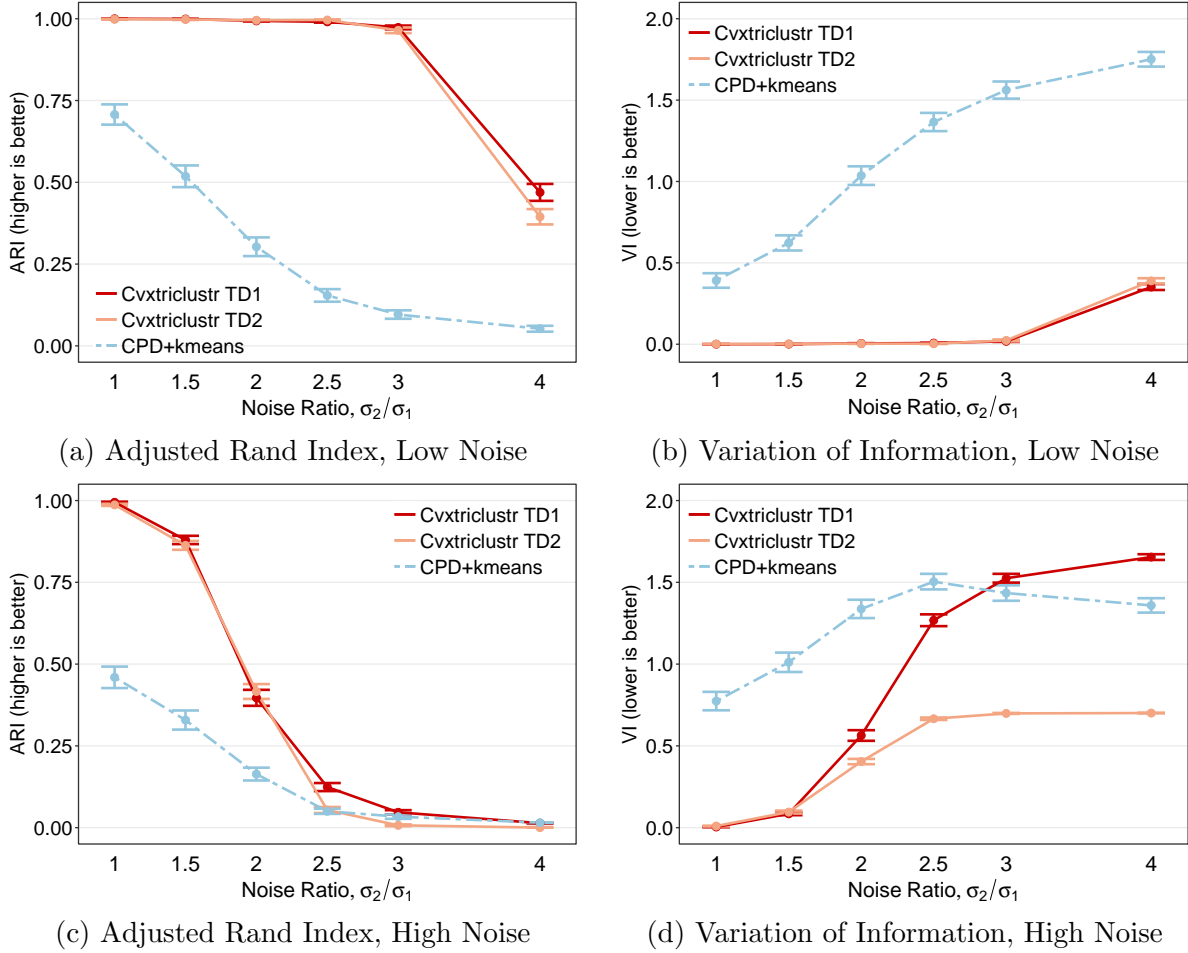 1.00
0.75
0.50
0.25
0.00
ARI (higher is better)
Cvxtriclustr TD1
Cvxtriclustr TD2
CPD+kmeans
1 1.5 2 2.5 3 4
Noise Ratio, σ2/σ1
(a) Adjusted Rand Index, Low Noise
2.0
1.5
1.0
0.5
0.0
VI (lower is better)
Cvxtriclustr TD1
Cvxtriclustr TD2
CPD+kmeans
1 1.5 2 2.5 3 4
Noise Ratio, σ2/σ1
(b) Variation of Information, Low Noise
1.00
0.75
0.50
0.25
0.00
ARI (higher is better)
Cvxtriclustr TD1
Cvxtriclustr TD2
CPD+kmeans
1 1.5 2 2.5 3 4
Noise Ratio, σ2/σ1
(c) Adjusted Rand Index, High Noise
2.0
1.5
1.0
0.5
0.0
VI (lower is better)
Cvxtriclustr TD1
Cvxtriclustr TD2
CPD+kmeans
1 1.5 2 2.5 3 4
Noise Ratio, σ2/σ1
(d) Variation of Information, High Noise